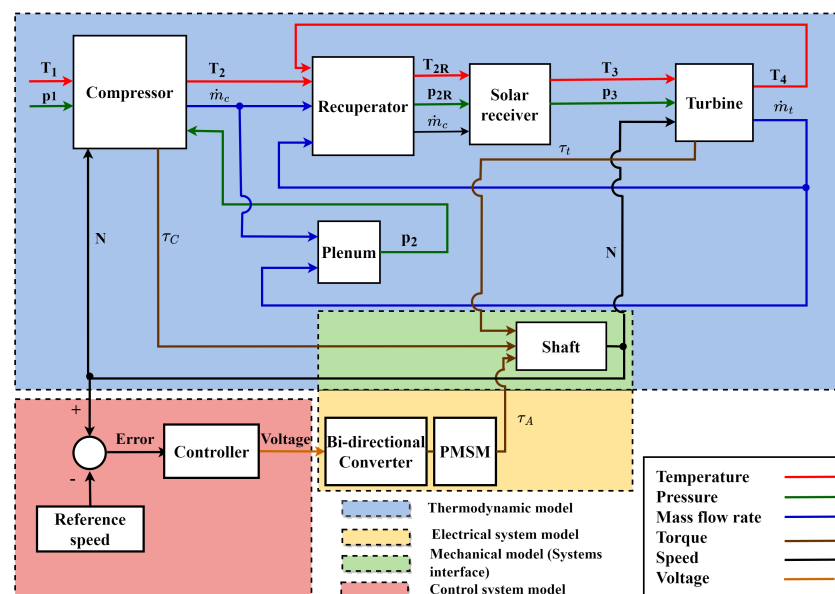 T1
p1
Compressor
T2
ṁc
Recuperator
T2R
p2R
ṁc
Solar
receiver
T3
p3
Turbine
T4
ṁt
τt
N
τC
Plenum
p2
N
Shaft
+
τA
Error
Controller
Voltage
Bi-directional
Converter
PMSM
-
Reference
speed
Thermodynamic model
Electrical system model
Mechanical model (Systems
interface)
Control system model
Temperature
Pressure
Mass flow rate
Torque
Speed
Voltage